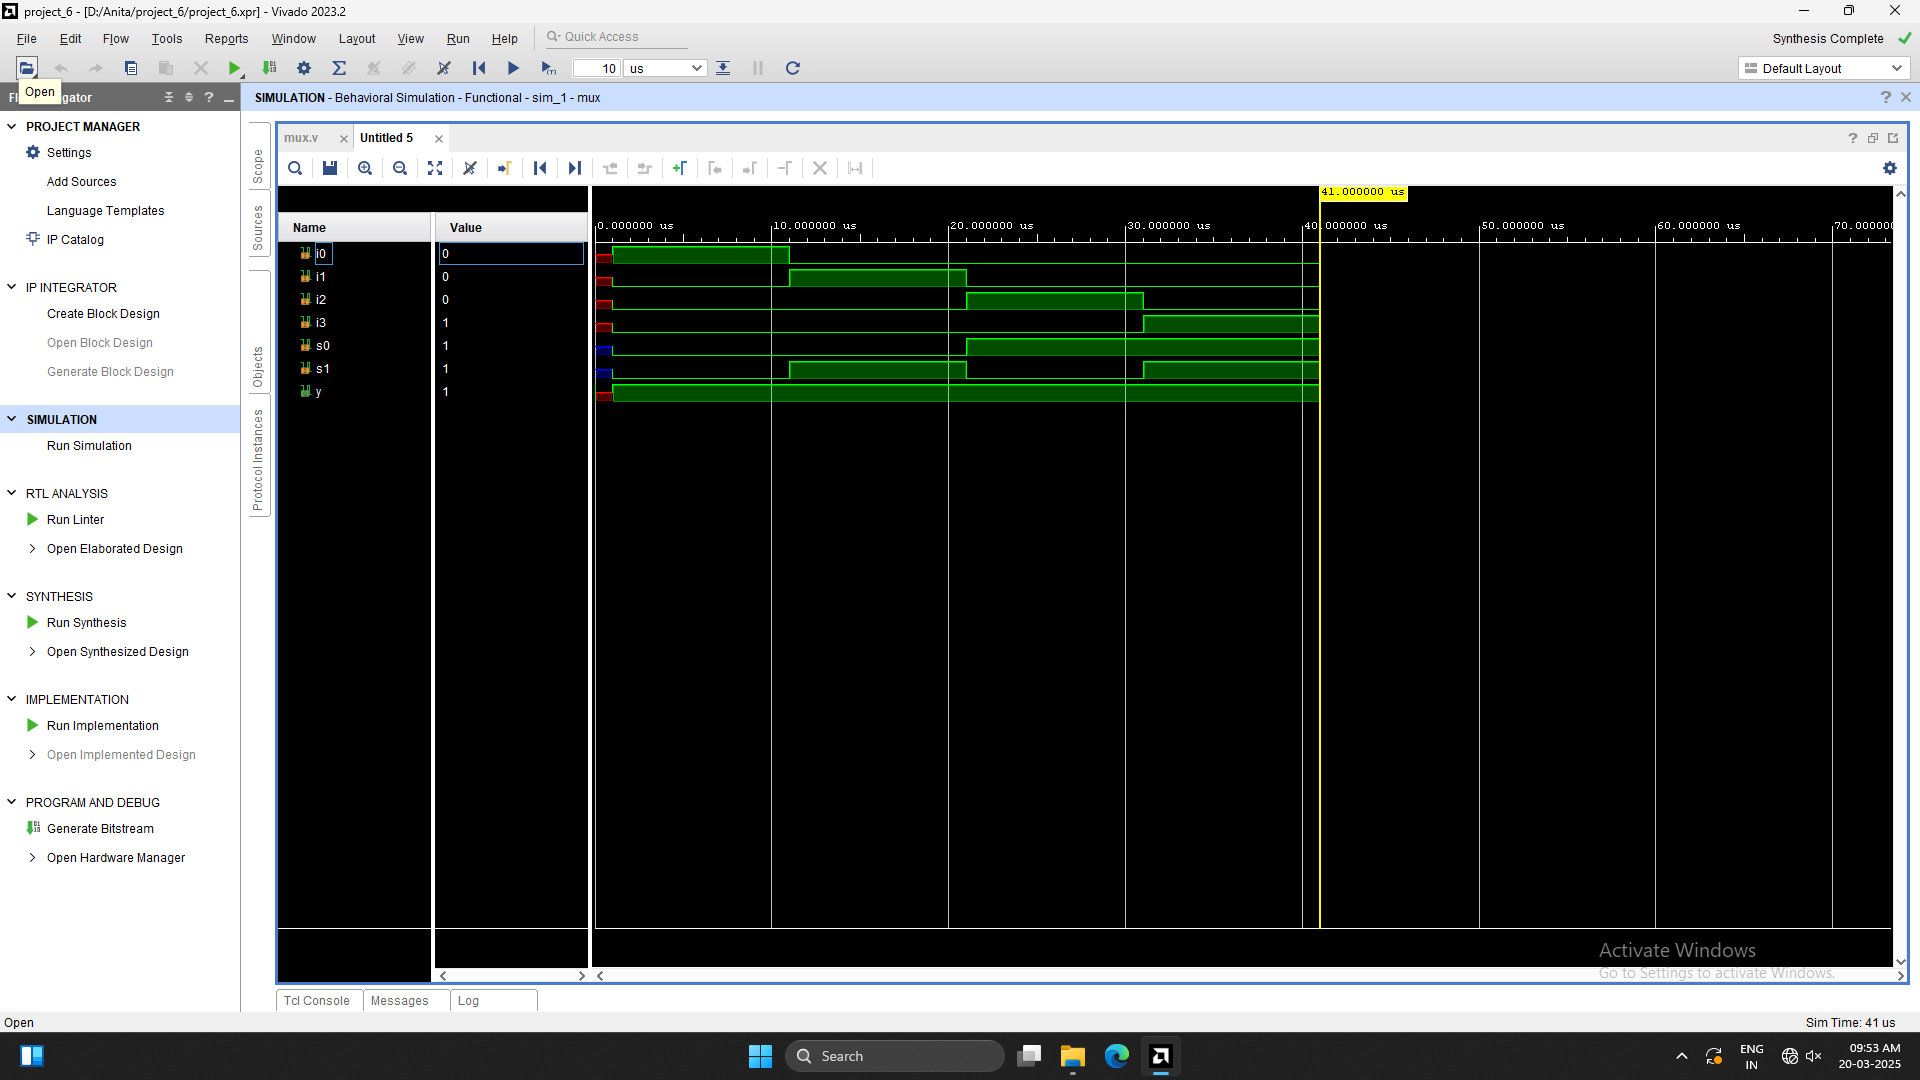 project_6 - [D:/Anita/project_6/project_6.xpr] - Vivado 2023.2
File Edit Flow Tools Reports Window Layout View Run Help Quick Access
Synthesis Complete
10 us
Default Layout
Open
SIMULATION - Behavioral Simulation - Functional - sim_1 - mux
PROJECT MANAGER
Settings
Add Sources
Language Templates
IP Catalog
IP INTEGRATOR
Create Block Design
Open Block Design
Generate Block Design
SIMULATION
Run Simulation
RTL ANALYSIS
Run Linter
Open Elaborated Design
SYNTHESIS
Run Synthesis
Open Synthesized Design
IMPLEMENTATION
Run Implementation
Open Implemented Design
PROGRAM AND DEBUG
Generate Bitstream
Open Hardware Manager
Scope
Sources
Objects
Protocol Instances
mux.v Untitled 5
41.000000 us
Name Value
0.000000 us 10.000000 us 20.000000 us 30.000000 us 40.000000 us 50.000000 us 60.000000 us
i0 0
i1 0
i2 0
i3 1
s0 1
s1 1
y 1
Activate Windows
Go to Settings to activate Windows.
Tcl Console Messages Log
Open
Sim Time: 41 us
Search
ENG
IN
09:53 AM
20-03-2025